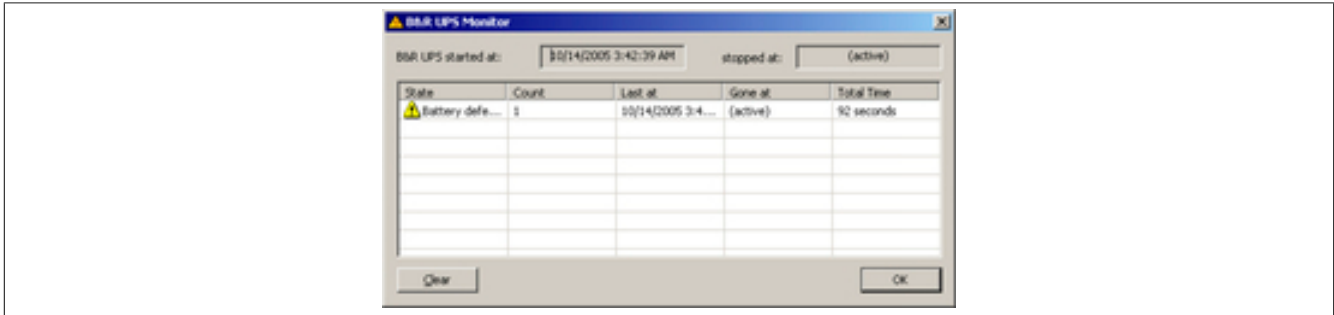 B&R UPS Monitor
B&R UPS started at: 10/14/2005 3:42:39 AM stopped at: (active)
State Count Last at Gone at Total Time
Battery defe.... 1 10/14/2005 3:4.... (active) 92 seconds
Clear OK